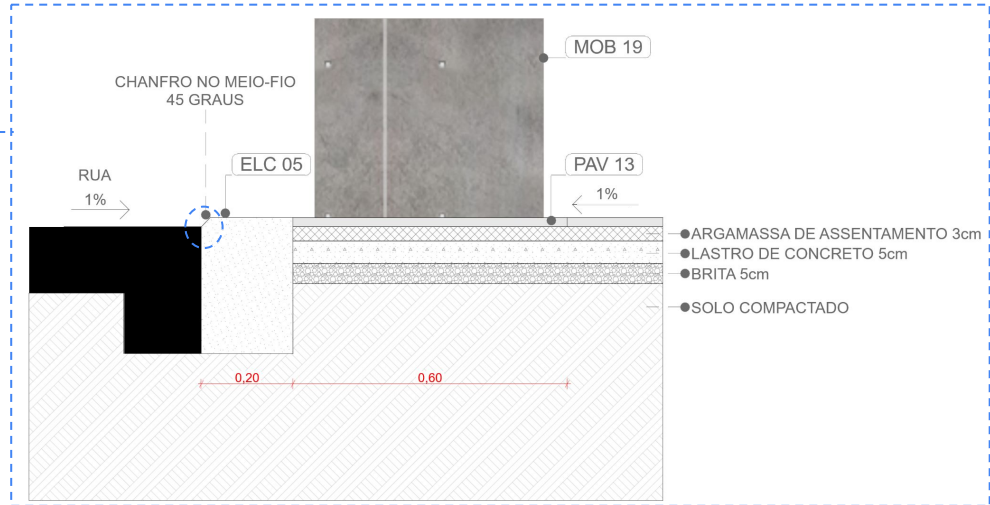 MOB 19
CHANFRO NO MEIO-FIO
45 GRAUS
ELC 05
PAV 13
RUA
1%
1%
ARGAMASSA DE ASSENTAMENTO 3cm
LASTRO DE CONCRETO 5cm
BRITA 5cm
SOLO COMPACTADO
0,20
0,60